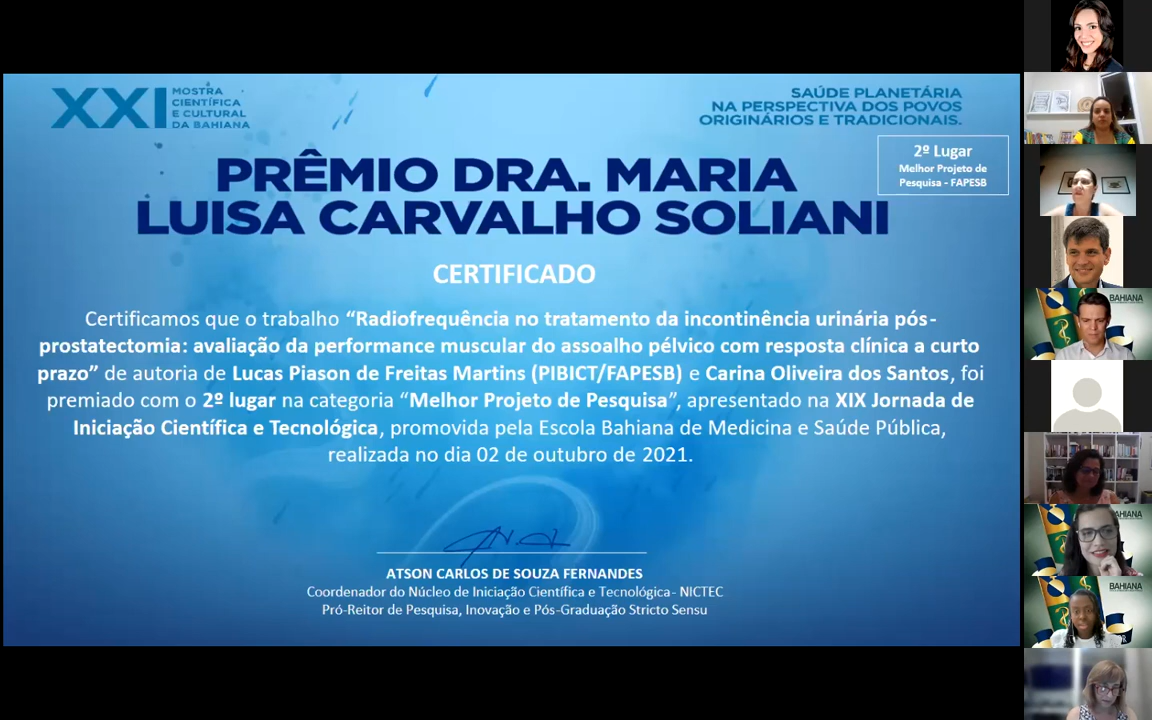 XXI
MOSTRA
CIENTÍFICA
E CULTURAL
DA BAHIANA
SAÚDE PLANETÁRIA
NA PERSPECTIVA DOS POVOS
ORIGINÁRIOS E TRADICIONAIS.
2º Lugar
Melhor Projeto de
Pesquisa - FAPESB
PRÊMIO DRA. MARIA
LUISA CARVALHO SOLIANI
CERTIFICADO
Certificamos que o trabalho “Radiofrequência no tratamento da incontinência urinária pós-
prostatectomia: avaliação da performance muscular do assoalho pélvico com resposta clínica a curto
prazo” de autoria de Lucas Piason de Freitas Martins (PIBICT/FAPESB) e Carina Oliveira dos Santos, foi
premiado com o 2º lugar na categoria “Melhor Projeto de Pesquisa”, apresentado na XIX Jornada de
Iniciação Científica e Tecnológica, promovida pela Escola Bahiana de Medicina e Saúde Pública,
realizada no dia 02 de outubro de 2021.
ATSON CARLOS DE SOUZA FERNANDES
Coordenador do Núcleo de Iniciação Científica e Tecnológica - NICTEC
Pró-Reitor de Pesquisa, Inovação e Pós-Graduação Stricto Sensu
BAHIANA
BAHIANA
BAHIANA